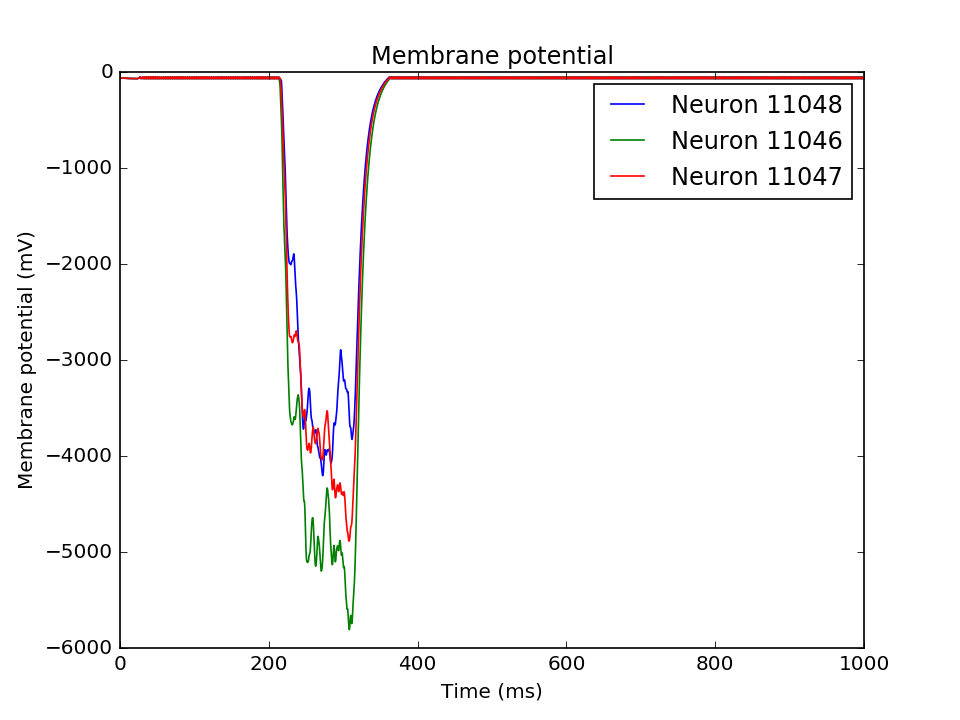 Membrane potential
0
−1000
−2000
−3000
−4000
−5000
−6000
Membrane potential (mV)
Neuron 11048
Neuron 11046
Neuron 11047
0 200 400 600 800 1000
Time (ms)